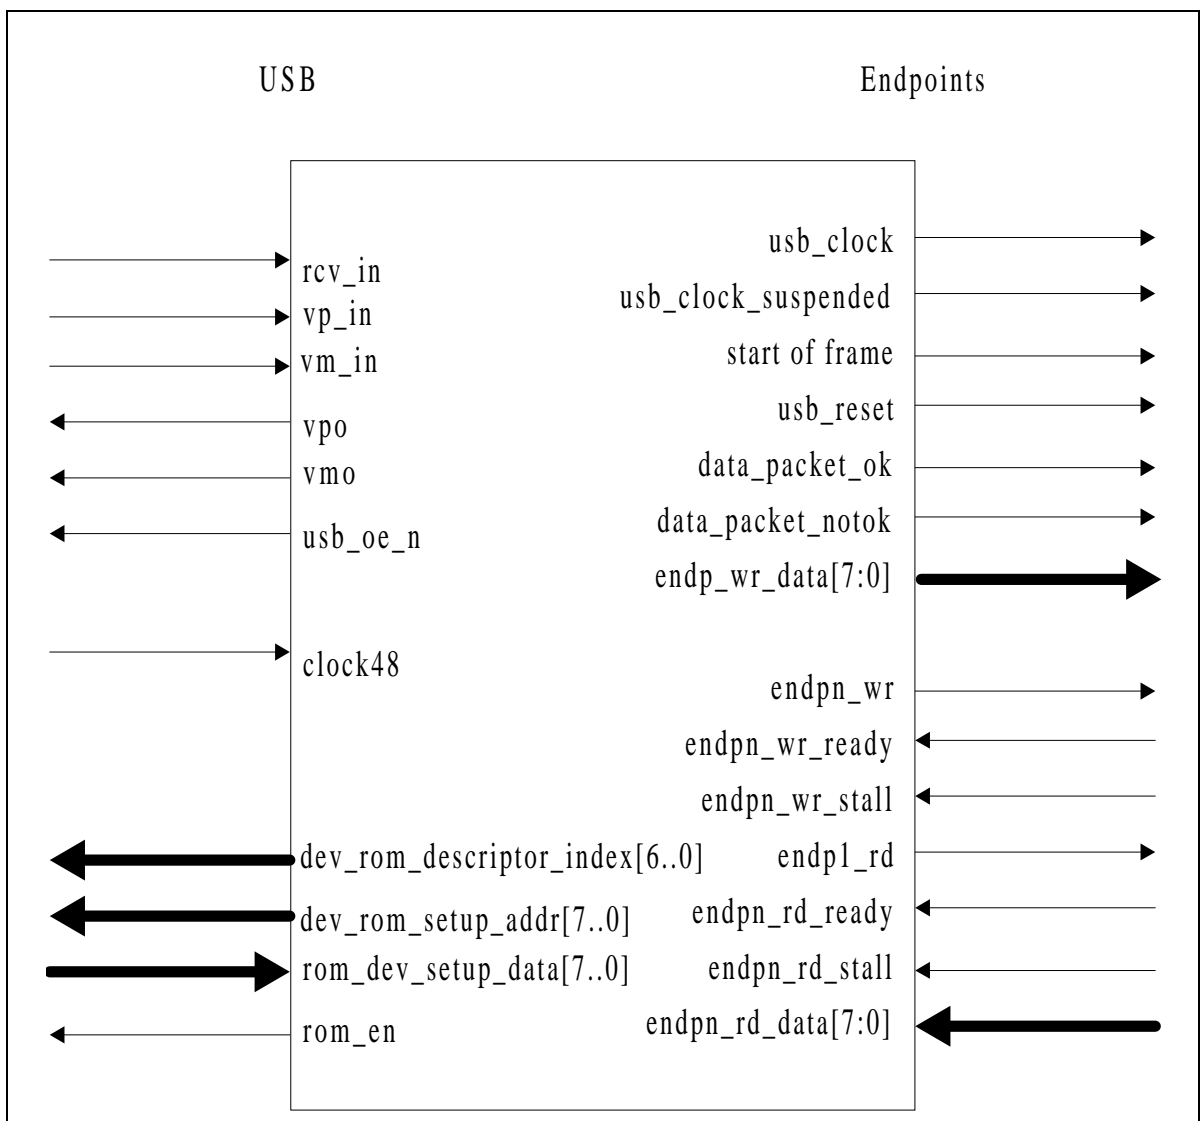 USB
Endpoints
rcv_in
vp_in
vm_in
vpo
vmo
usb_oe_n
clock48
dev_rom_descriptor_index[6..0]
dev_rom_setup_addr[7..0]
rom_dev_setup_data[7..0]
rom_en
usb_clock
usb_clock_suspended
start of frame
usb_reset
data_packet_ok
data_packet_notok
endp_wr_data[7:0]
endpn_wr
endpn_wr_ready
endpn_wr_stall
endp1_rd
endpn_rd_ready
endpn_rd_stall
endpn_rd_data[7:0]